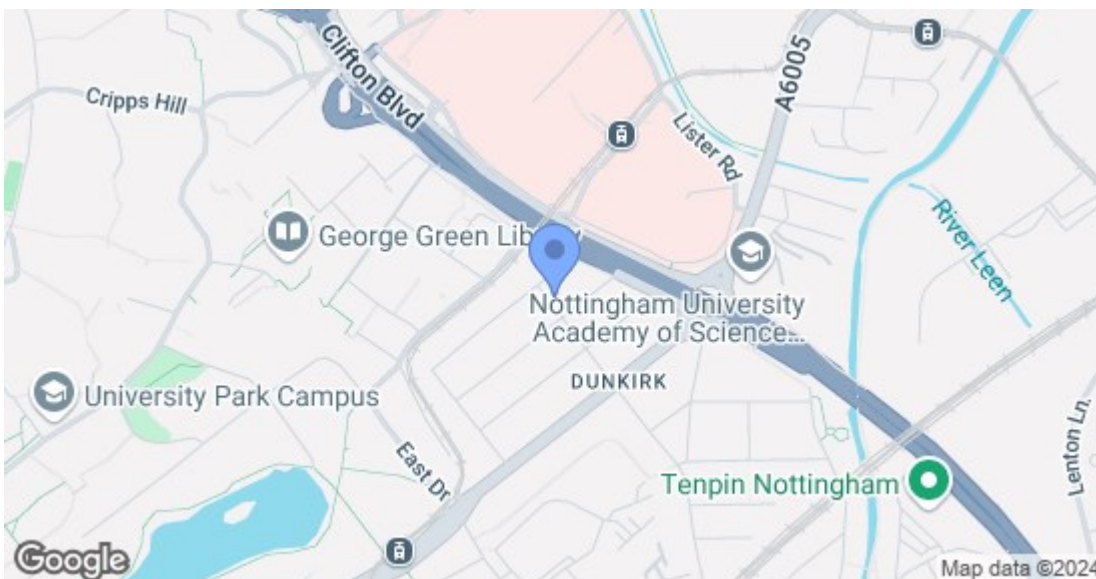 Clifton Blvd
Cripps Hill
A6005
Lister Rd
George Green Library
River Leen
Nottingham University
Academy of Science...
DUNKIRK
University Park Campus
East Dr
Tenpin Nottingham
Lenton Ln.
Google
Map data ©2024